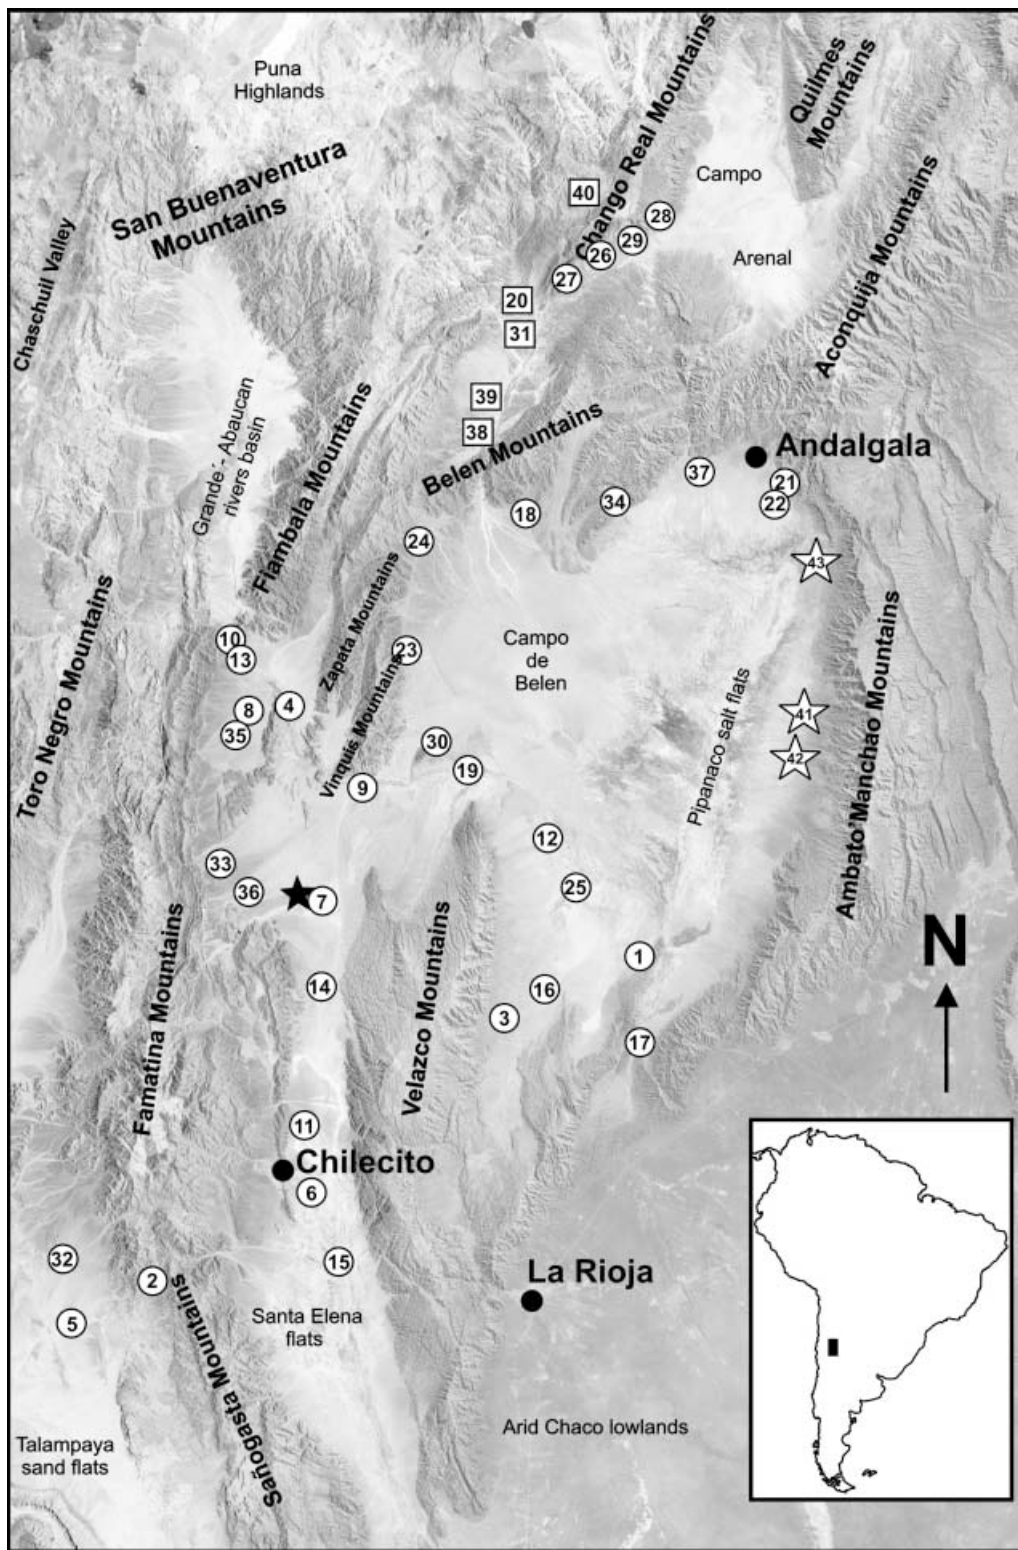 Puna
Highlands
San Buenaventura
Mountains
Chaschuil Valley
Chango Real Mountains
Quilmes
Mountains
Campo
Arenal
Aconquija Mountains
40
28
29
26
27
20
31
39
38
Grande´- Abaucan
rivers basin
Fiambala Mountains
Belen Mountains
Andalgala
37
21
22
34
18
24
43
Zapata Mountains
Toro Negro Mountains
10
13
23
Campo
de
Belen
8
4
35
Vinquis Mountains
30
19
9
Pipanaco salt flats
41
42
Ambato Manchao Mountains
12
33
36
7
25
N
1
14
16
3
17
Famatina Mountains
Velazco Mountains
11
Chilecito
6
32
2
15
5
La Rioja
Santa Elena
flats
Sañogasta Mountains
Arid Chaco lowlands
Talampaya
sand flats